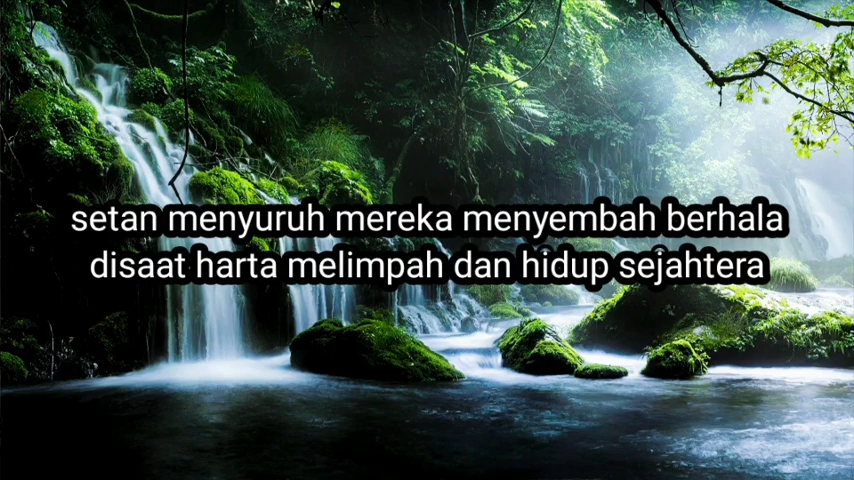 setan menyuruh mereka menyembah berhala
disaat harta melimpah dan hidup sejahtera